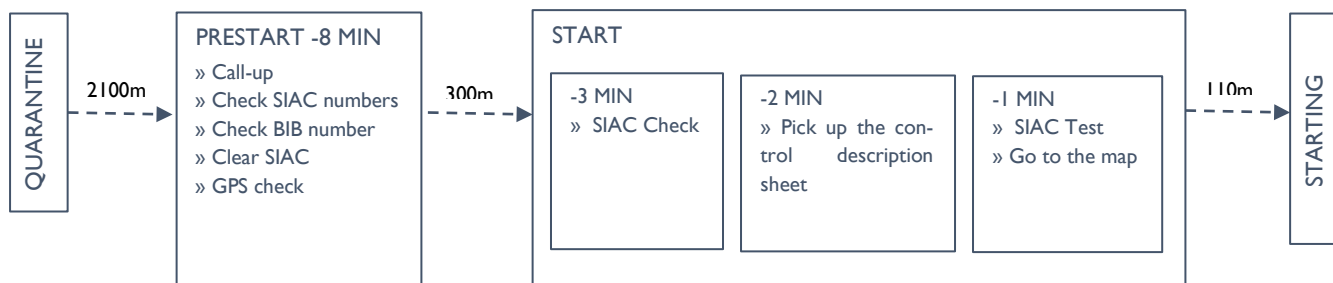 QUARANTINE
2100m
PRESTART -8 MIN
» Call-up
» Check SIAC numbers
» Check BIB number
» Clear SIAC
» GPS check
300m
START
-3 MIN
» SIAC Check
-2 MIN
» Pick up the con-
trol description
sheet
-1 MIN
» SIAC Test
» Go to the map
110m
STARTING